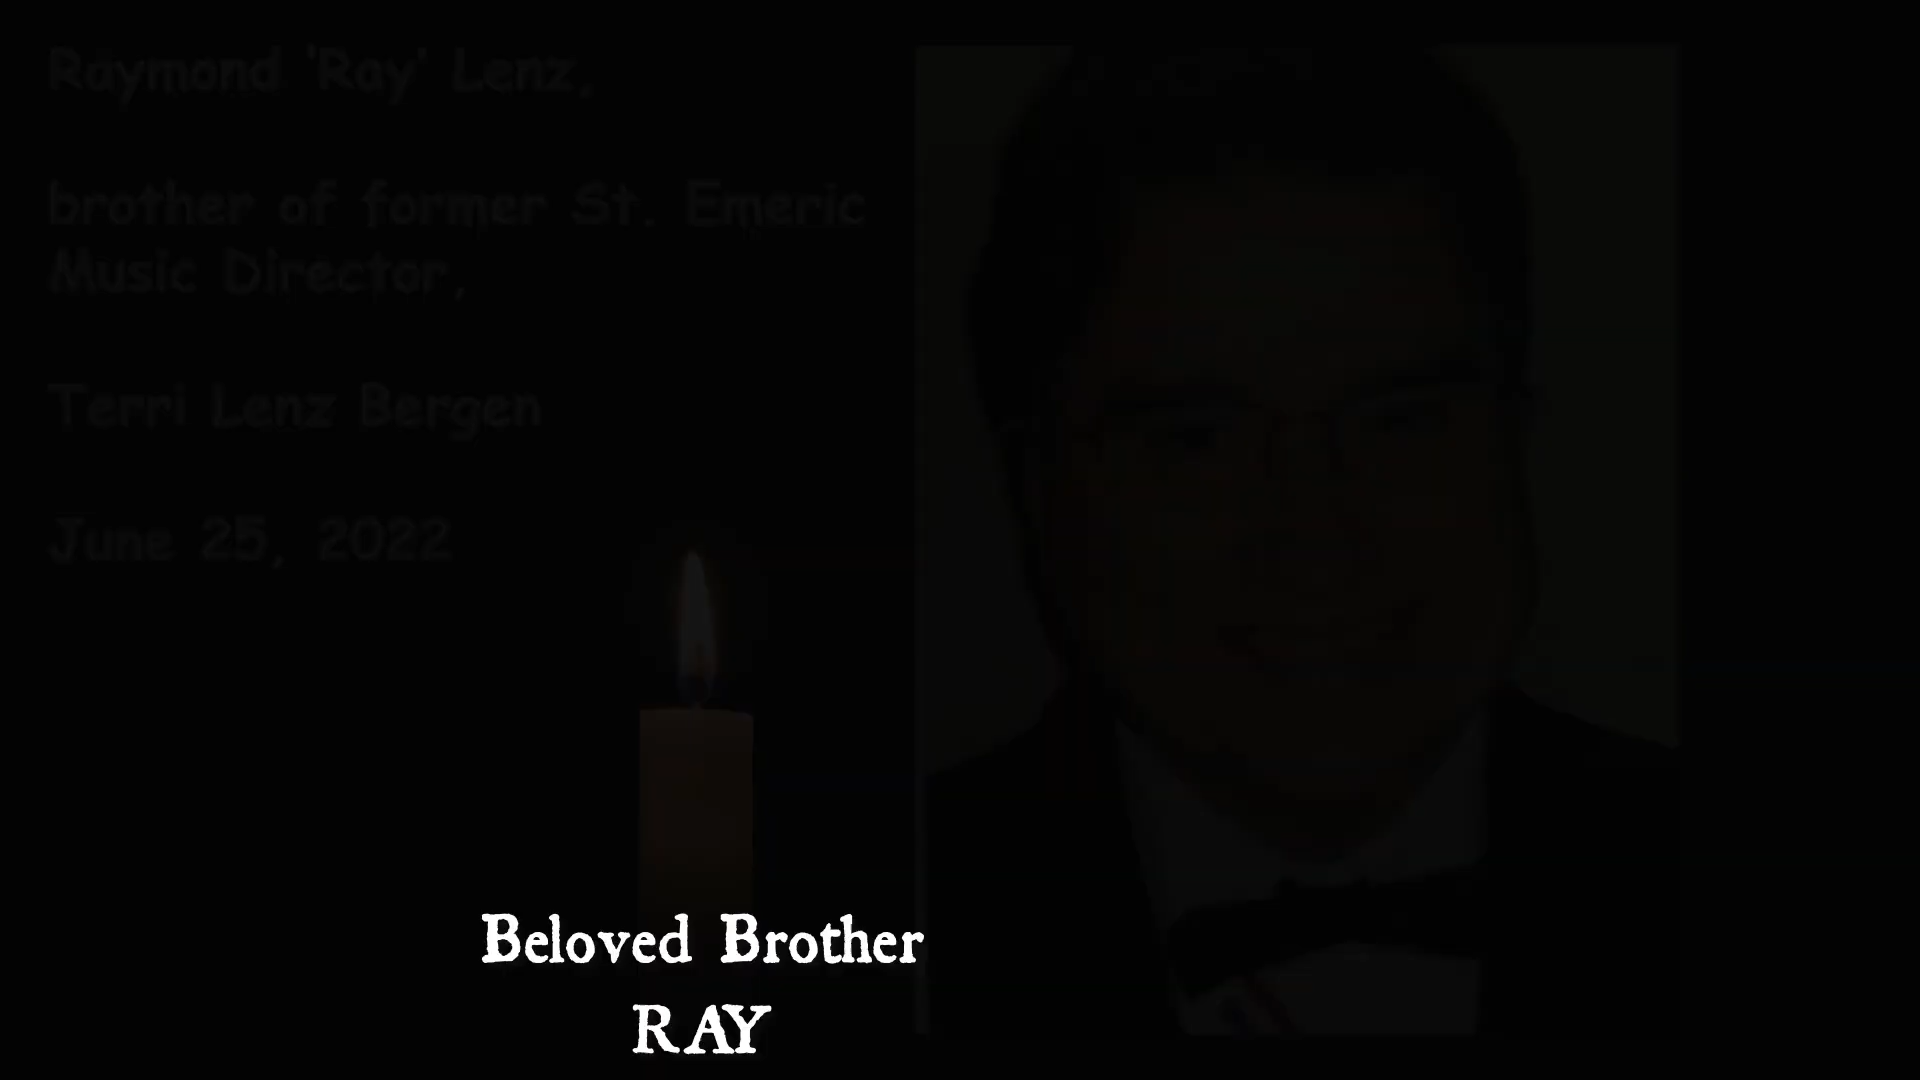 Raymond 'Ray' Lenz,
brother of former St. Emeric
Music Director,
Terri Lenz Bergen
June 25, 2022
Beloved Brother
RAY